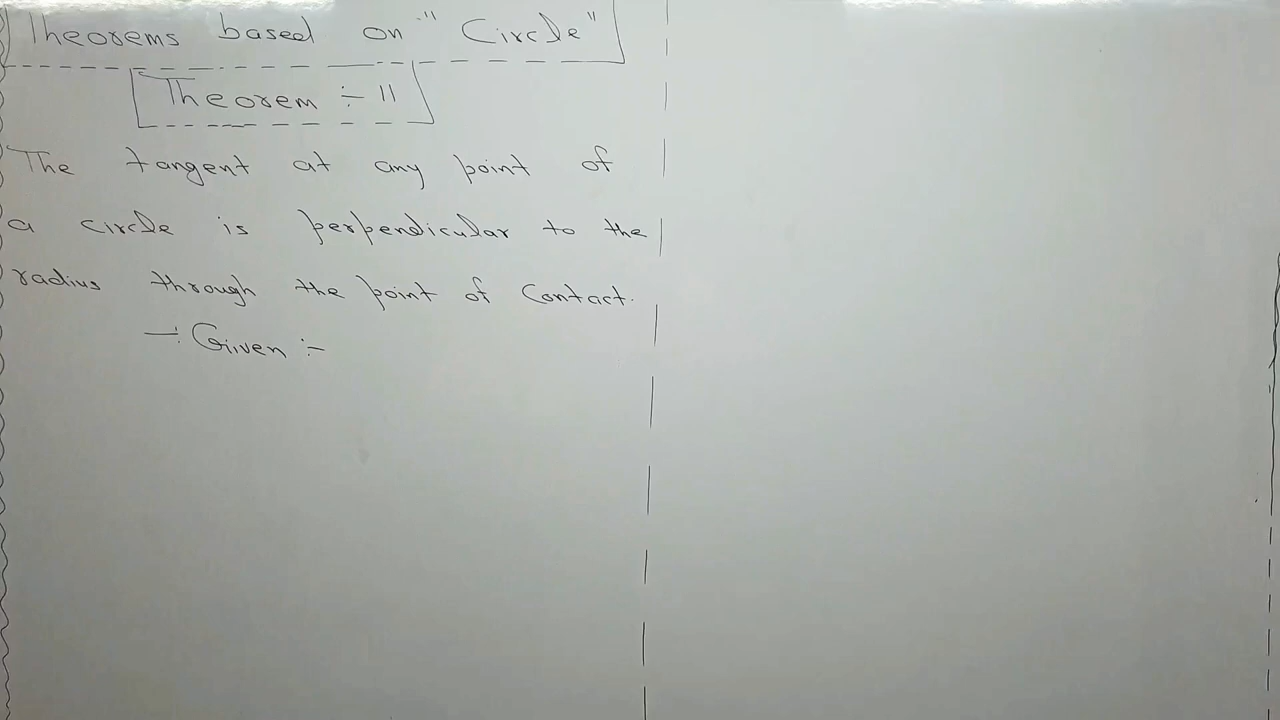 Theorems based on "Circle"
Theorem ÷ 11
The tangent at any point of
a circle is perpendicular to the
radius through the point of Contact.
-: Given :-